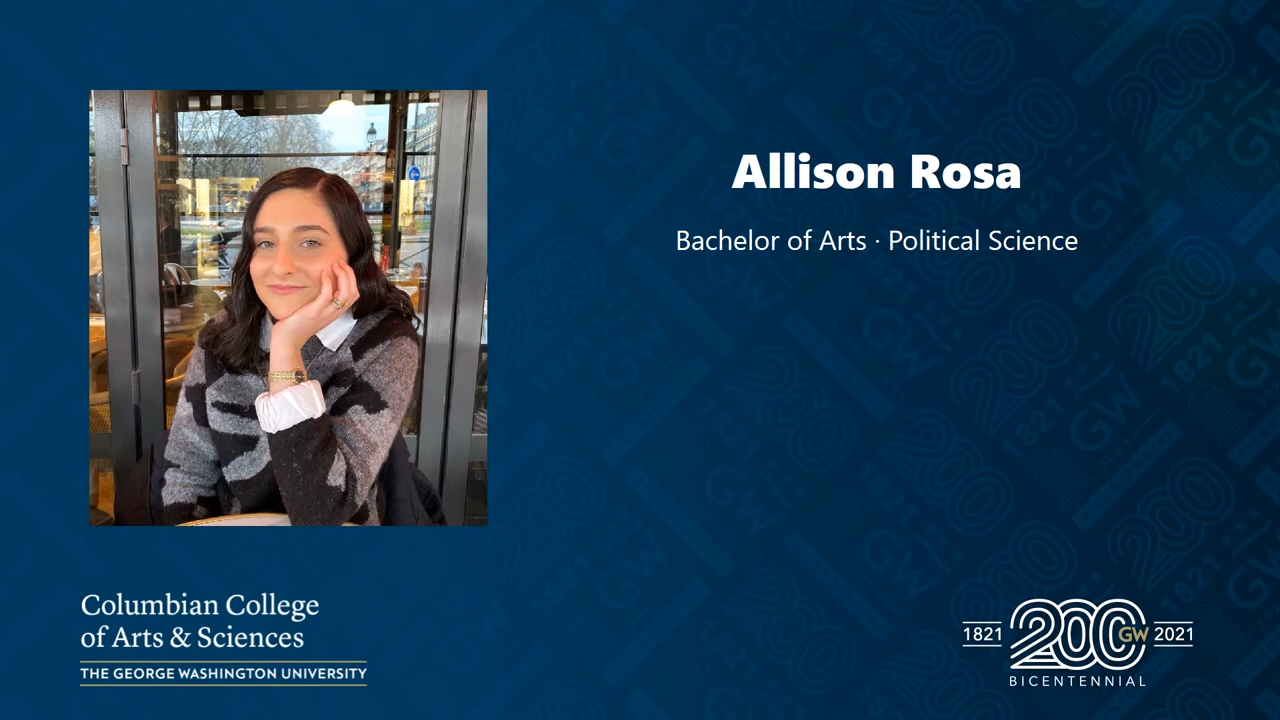 Allison Rosa
Bachelor of Arts · Political Science
Columbian College
of Arts & Sciences
THE GEORGE WASHINGTON UNIVERSITY
1821 200 GW 2021
BICENTENNIAL